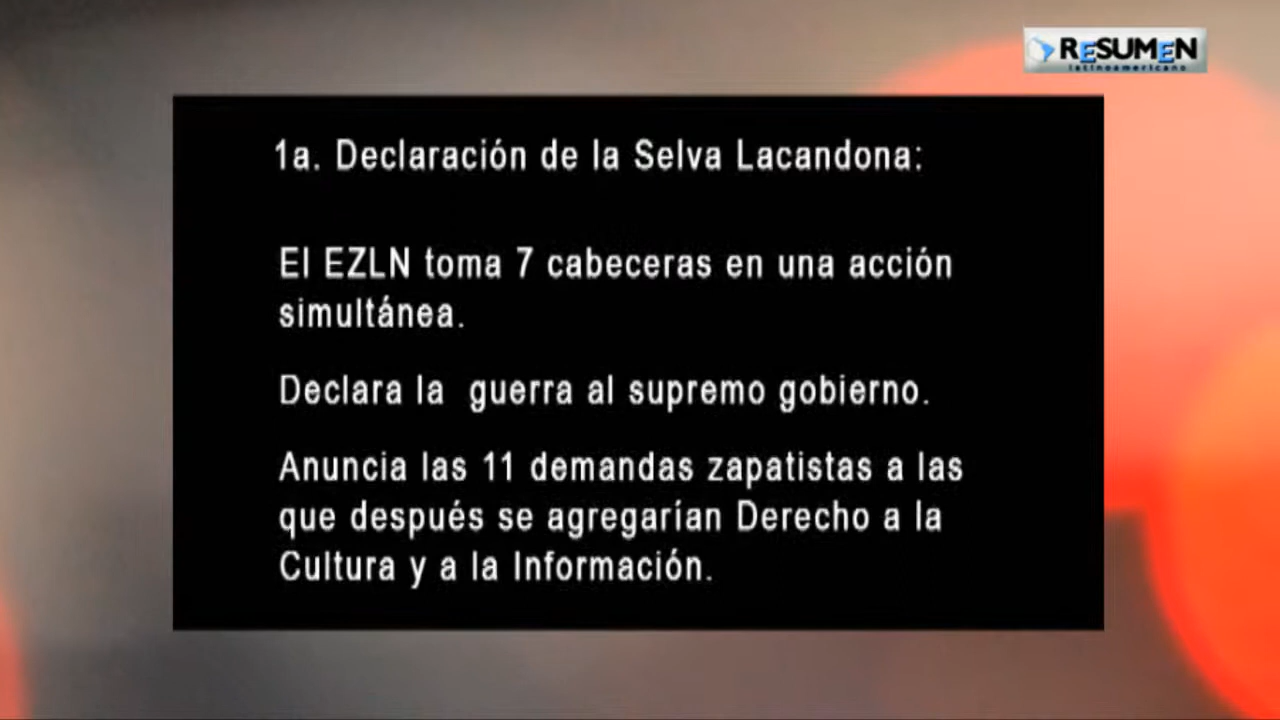 RESUMEN
latinoamericano
1a. Declaración de la Selva Lacandona:
El EZLN toma 7 cabeceras en una acción
simultánea.
Declara la guerra al supremo gobierno.
Anuncia las 11 demandas zapatistas a las
que después se agregarían Derecho a la
Cultura y a la Información.